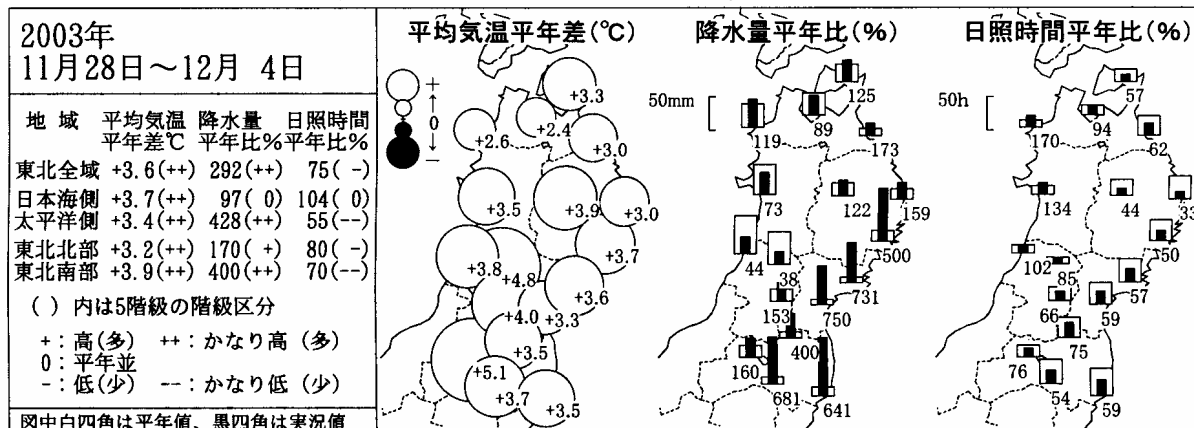 2003年
11月28日～12月 4日
地 域 平均気温 降水量 日照時間
平年差℃ 平年比% 平年比%
東北全域 +3.6(++) 292(++) 75( -)
日本海側 +3.7(++) 97( 0) 104( 0)
太平洋側 +3.4(++) 428(++) 55(--)
東北北部 +3.2(++) 170( +) 80( -)
東北南部 +3.9(++) 400(++) 70(--)
( ) 内は5階級の階級区分
+：高(多) ++：かなり高 (多)
0：平年並
-：低(少) --：かなり低 (少)
図中白四角は平年値、黒四角は実況値
平均気温平年差(℃)
+
↑
0
↓
-
+3.3
+2.4
+2.6
+3.0
+3.5
+3.9
+3.0
+3.7
+3.8
+4.8
+3.6
+4.0
+3.3
+3.5
+5.1
+3.7
+3.5
降水量平年比(%)
50mm
125
89
119
173
73
122
159
500
44
38
731
153
750
400
160
681
641
日照時間平年比(%)
50h
57
94
170
62
134
44
33
50
102
85
57
66
59
75
76
54
59